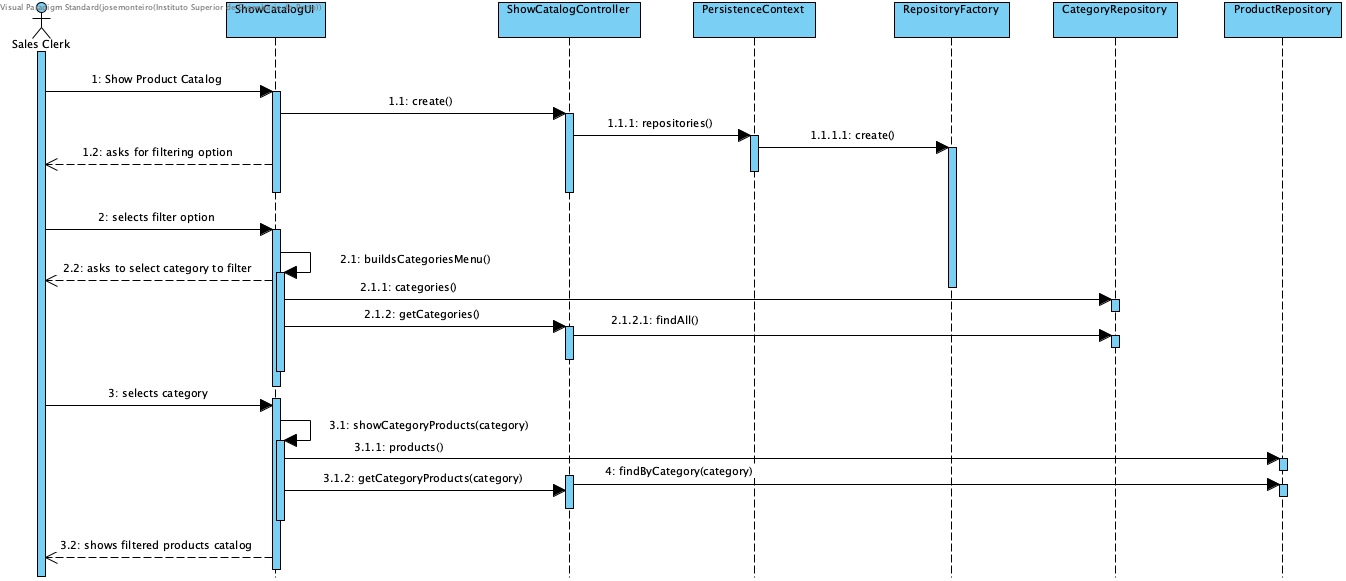 Visual Paradigm Standard(josemonteiro(Instituto Superior
ShowCatalogUI
ShowCatalogController
PersistenceContext
RepositoryFactory
CategoryRepository
ProductRepository
Sales Clerk
1: Show Product Catalog
1.1: create()
1.1.1: repositories()
1.1.1.1: create()
1.2: asks for filtering option
2: selects filter option
2.1: buildsCategoriesMenu()
2.2: asks to select category to filter
2.1.1: categories()
2.1.2: getCategories()
2.1.2.1: findAll()
3: selects category
3.1: showCategoryProducts(category)
3.1.1: products()
4: findByCategory(category)
3.1.2: getCategoryProducts(category)
3.2: shows filtered products catalog